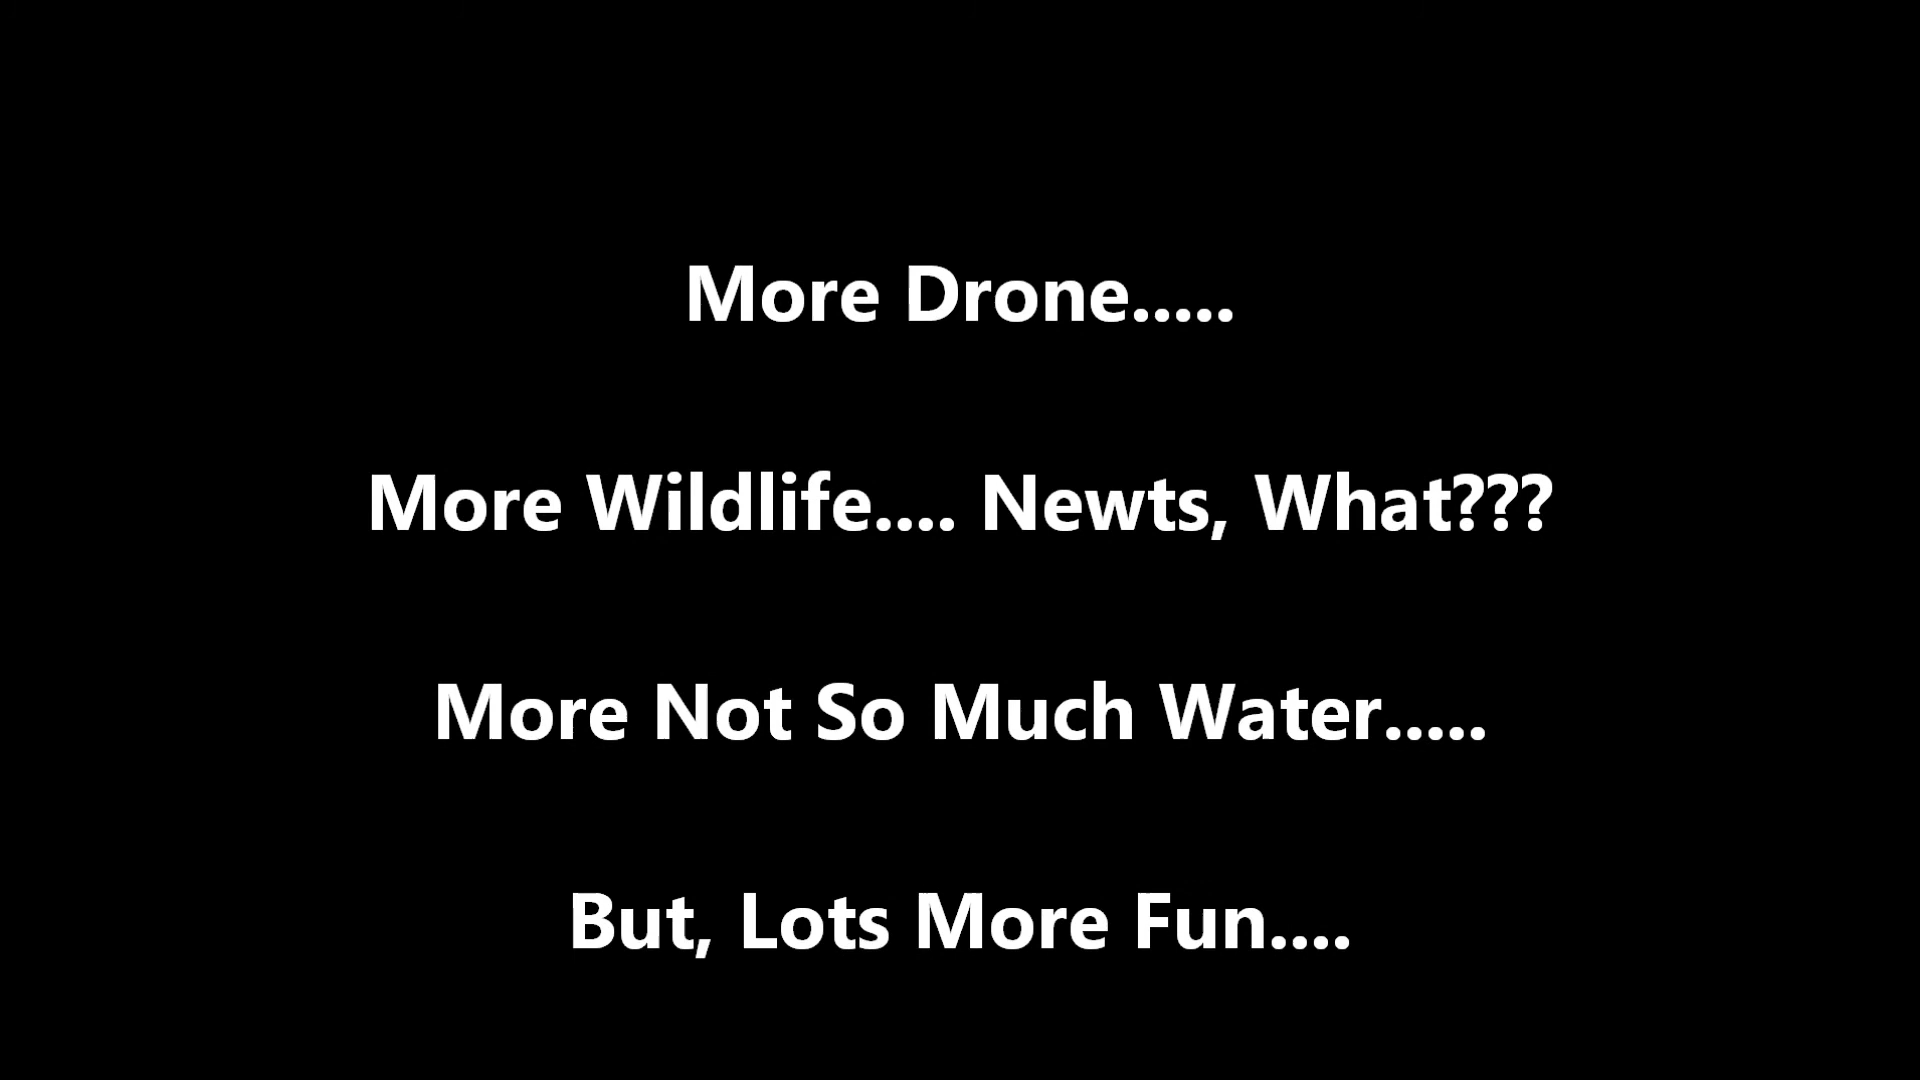 More Drone.....
More Wildlife.... Newts, What???
More Not So Much Water.....
But, Lots More Fun....